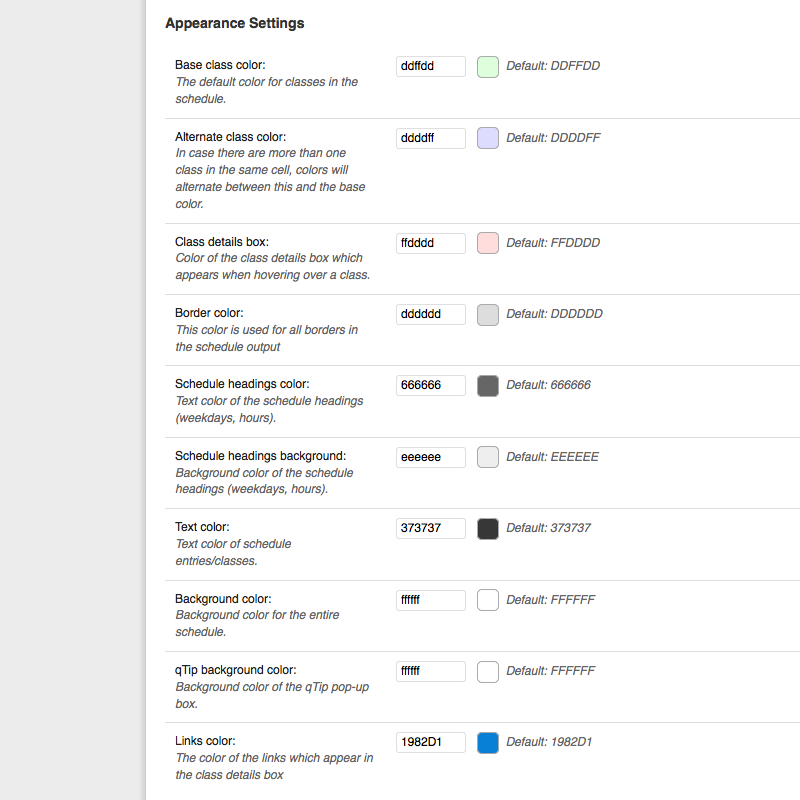 Appearance Settings
Base class color:
The default color for classes in the
schedule.
ddffdd
Default: DDFFDD
Alternate class color:
In case there are more than one
class in the same cell, colors will
alternate between this and the base
color.
ddddff
Default: DDDDFF
Class details box:
Color of the class details box which
appears when hovering over a class.
ffdddd
Default: FFDDDD
Border color:
This color is used for all borders in
the schedule output
dddddd
Default: DDDDDD
Schedule headings color:
Text color of the schedule headings
(weekdays, hours).
666666
Default: 666666
Schedule headings background:
Background color of the schedule
headings (weekdays, hours).
eeeeee
Default: EEEEEE
Text color:
Text color of schedule
entries/classes.
373737
Default: 373737
Background color:
Background color for the entire
schedule.
ffffff
Default: FFFFFF
qTip background color:
Background color of the qTip pop-up
box.
ffffff
Default: FFFFFF
Links color:
The color of the links which appear in
the class details box
1982D1
Default: 1982D1